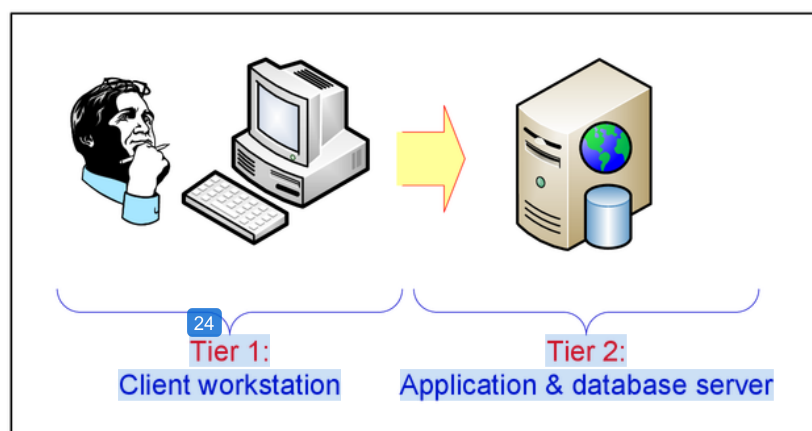 24
Tier 1:
Client workstation
Tier 2:
Application & database server